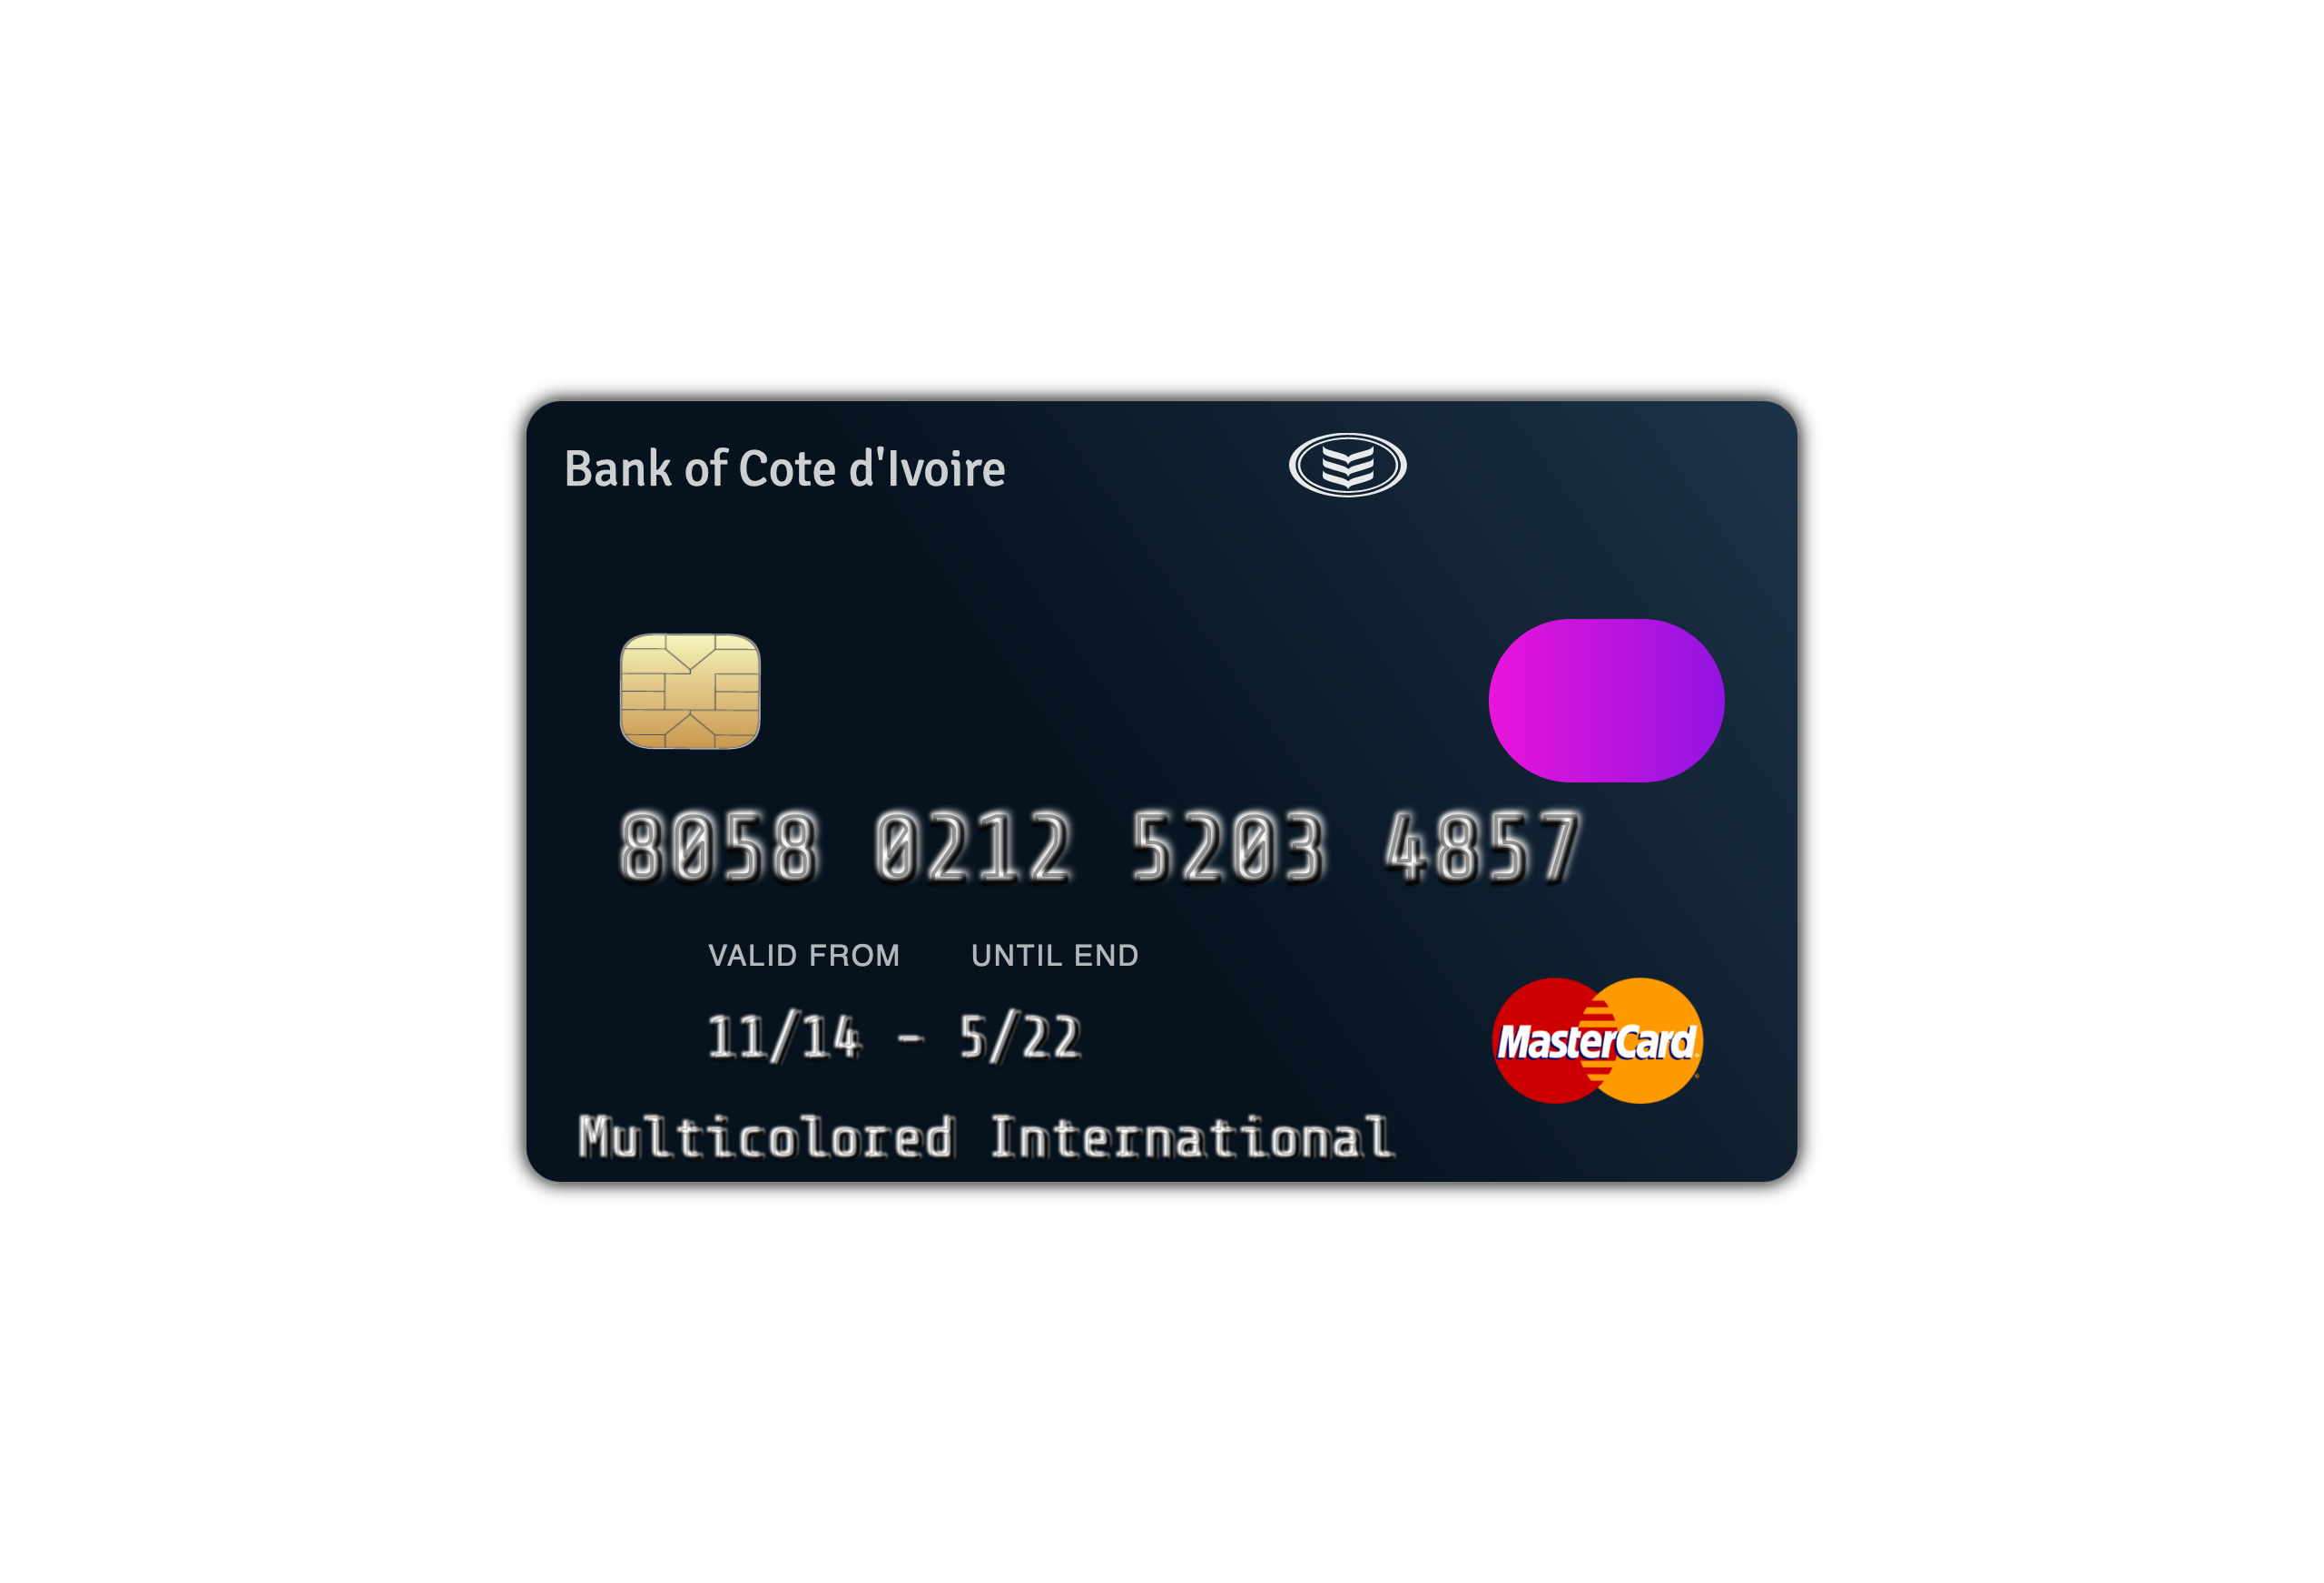 Bank of Cote d'Ivoire
8058 0212 5203 4857
VALID FROM UNTIL END
11/14 - 5/22
MasterCard
Multicolored International